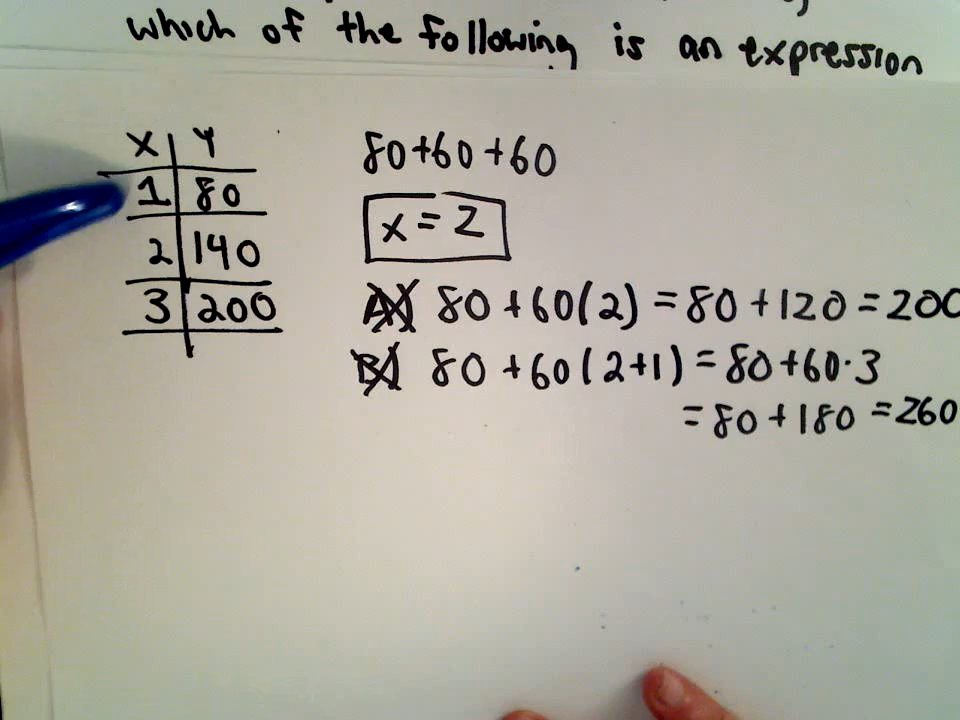 which of the following is an expression
X Y
1 80
2 140
3 200
80+60+60
x = 2
A) 80 + 60(2) = 80 + 120 = 200
B) 80 + 60(2+1) = 80 + 60·3
= 80 + 180 = 260